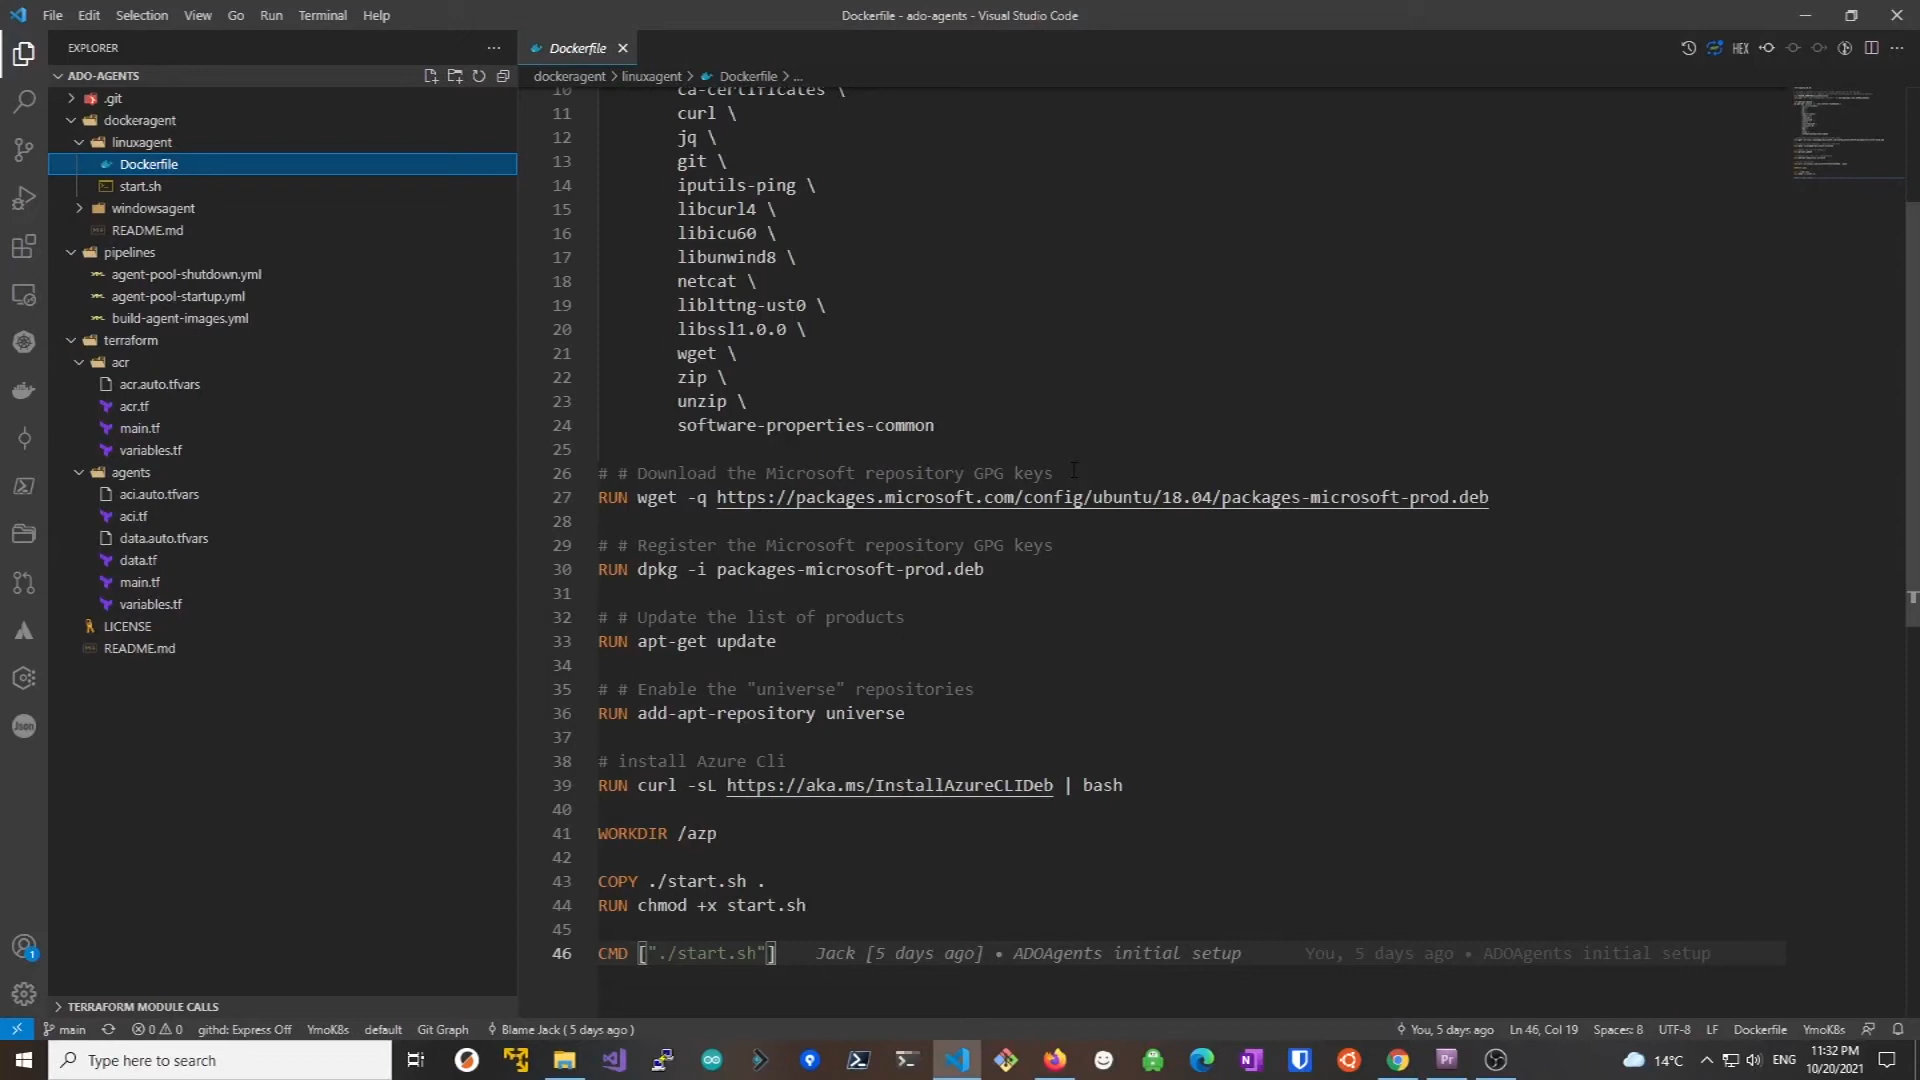 File Edit Selection View Go Run Terminal Help
Dockerfile - ado-agents - Visual Studio Code
EXPLORER
ADO-AGENTS
.git
dockeragent
linuxagent
Dockerfile
start.sh
windowsagent
README.md
pipelines
agent-pool-shutdown.yml
agent-pool-startup.yml
build-agent-images.yml
terraform
acr
acr.auto.tfvars
acr.tf
main.tf
variables.tf
agents
aci.auto.tfvars
aci.tf
data.auto.tfvars
data.tf
main.tf
variables.tf
LICENSE
README.md
TERRAFORM MODULE CALLS
Dockerfile
HEX
dockeragent > linuxagent > Dockerfile > ...
10 ca-certificates \
11 curl \
12 jq \
13 git \
14 iputils-ping \
15 libcurl4 \
16 libicu60 \
17 libunwind8 \
18 netcat \
19 liblttng-ust0 \
20 libssl1.0.0 \
21 wget \
22 zip \
23 unzip \
24 software-properties-common
25
26 # # Download the Microsoft repository GPG keys
27 RUN wget -q https://packages.microsoft.com/config/ubuntu/18.04/packages-microsoft-prod.deb
28
29 # # Register the Microsoft repository GPG keys
30 RUN dpkg -i packages-microsoft-prod.deb
31
32 # # Update the list of products
33 RUN apt-get update
34
35 # # Enable the "universe" repositories
36 RUN add-apt-repository universe
37
38 # install Azure Cli
39 RUN curl -sL https://aka.ms/InstallAzureCLIDeb | bash
40
41 WORKDIR /azp
42
43 COPY ./start.sh .
44 RUN chmod +x start.sh
45
46 CMD ["./start.sh"] Jack [5 days ago] • ADOAgents initial setup You, 5 days ago • ADOAgents initial setup
main 0 0 githd: Express Off YmoK8s default Git Graph Blame Jack ( 5 days ago ) You, 5 days ago Ln 46, Col 19 Spaces: 8 UTF-8 LF Dockerfile YmoK8s
Type here to search
14°C ENG
11:32 PM
10/20/2021